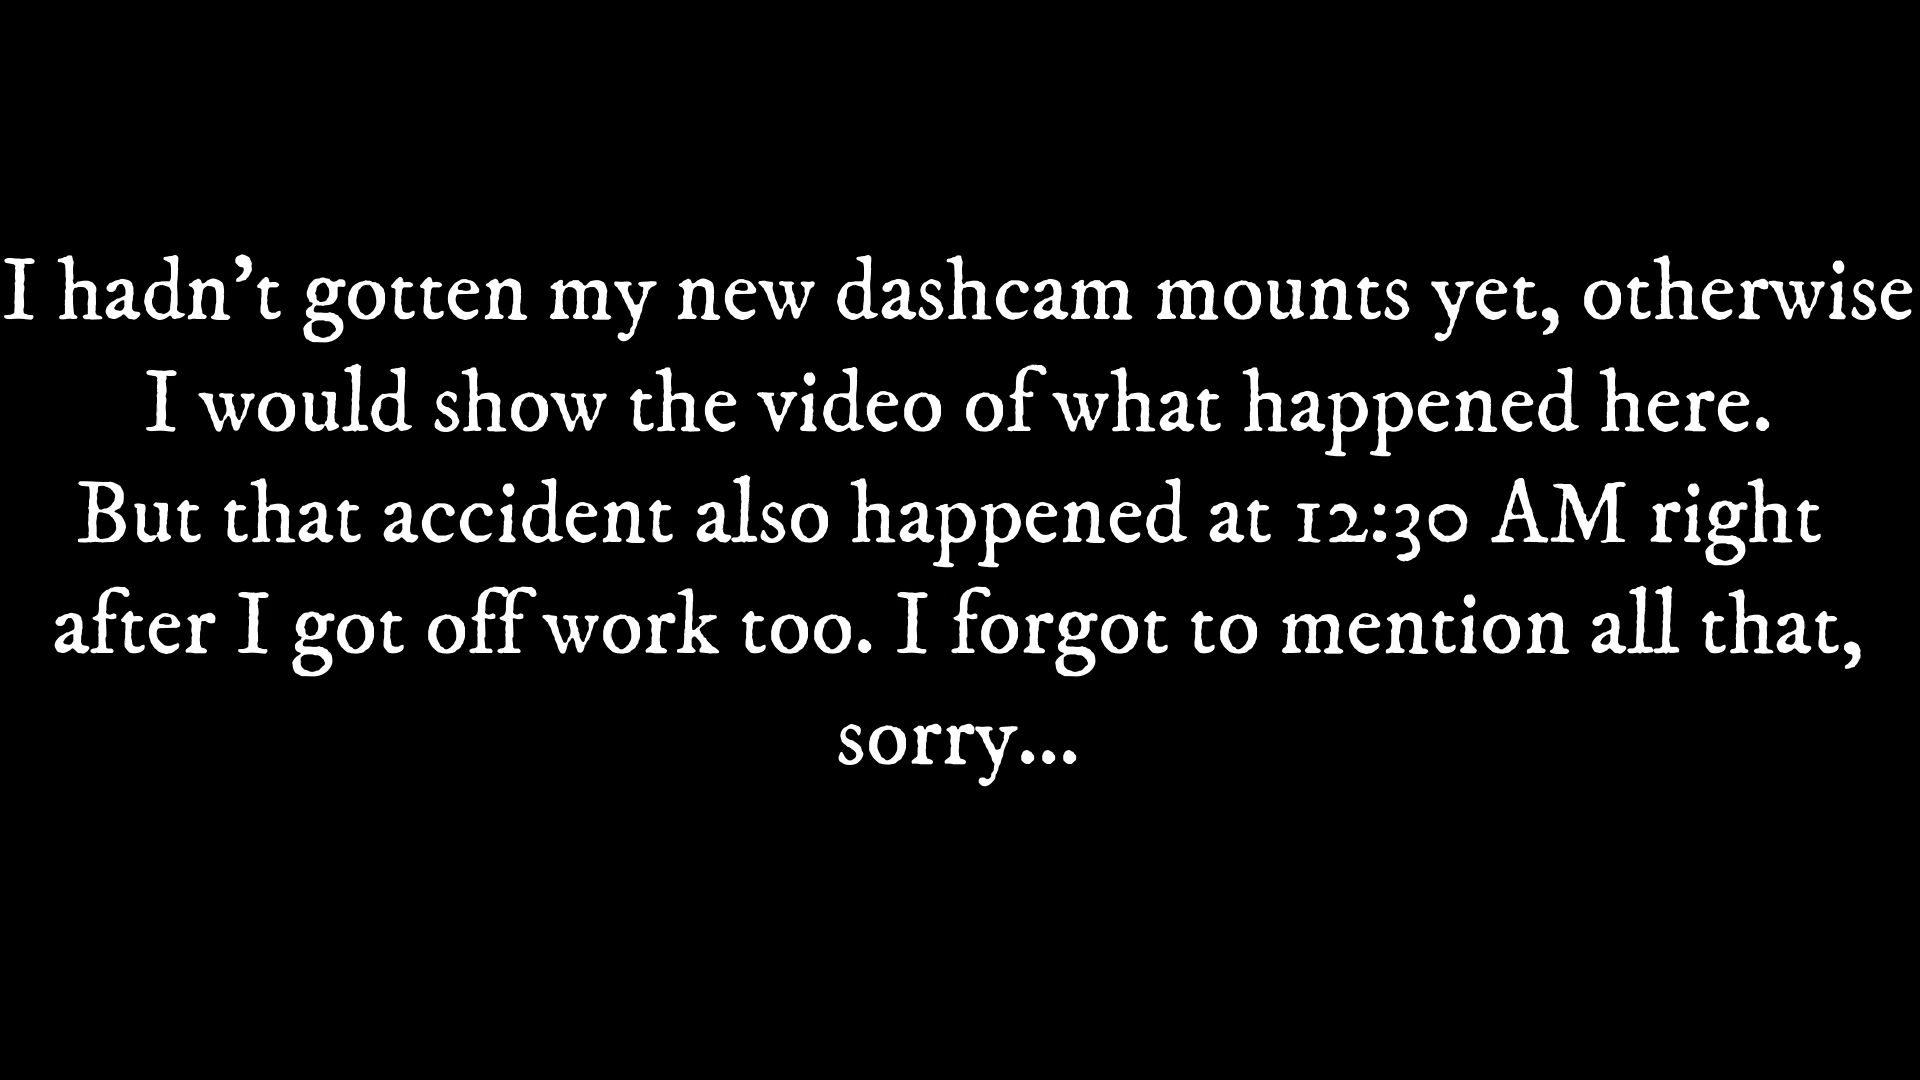 I hadn’t gotten my new dashcam mounts yet, otherwise
I would show the video of what happened here.
But that accident also happened at 12:30 AM right
after I got off work too. I forgot to mention all that,
sorry...